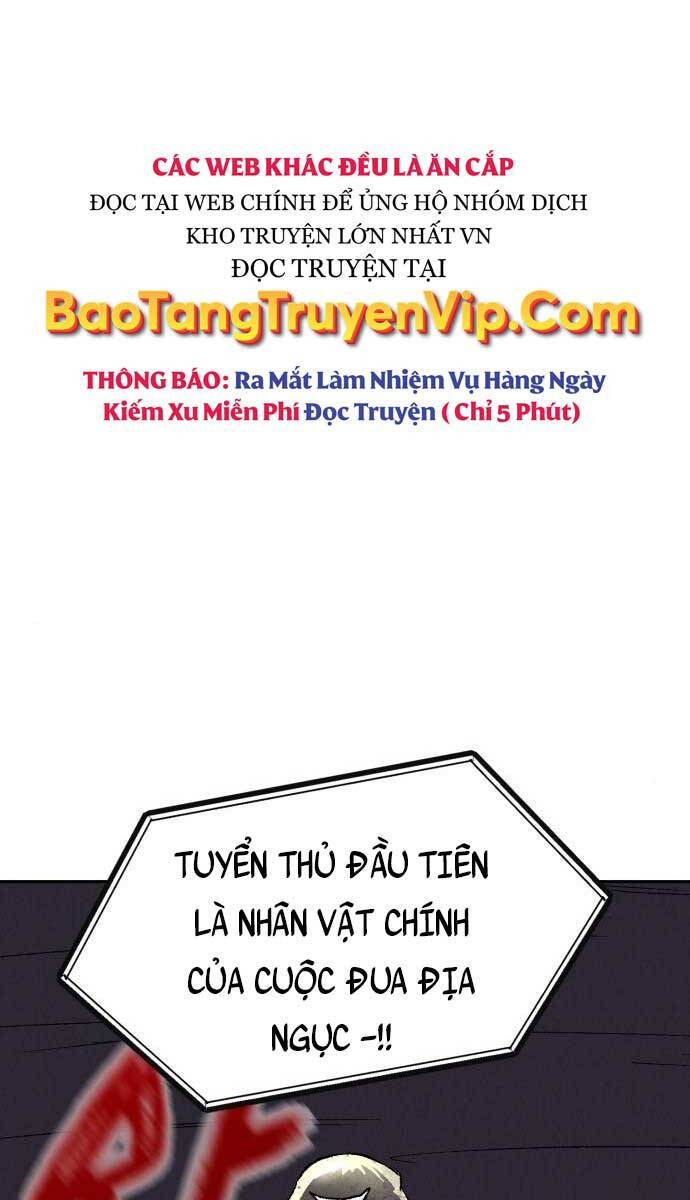 CÁC WEB KHÁC ĐỀU LÀ ĂN CẮP
ĐỌC TẠI WEB CHÍNH ĐỂ ỦNG HỘ NHÓM DỊCH
KHO TRUYỆN LỚN NHẤT VN
ĐỌC TRUYỆN TẠI
BaoTangTruyenVip.Com
THÔNG BÁO: Ra Mắt Làm Nhiệm Vụ Hàng Ngày
Kiếm Xu Miễn Phí Đọc Truyện ( Chỉ 5 Phút)
TUYỂN THỦ ĐẦU TIÊN
LÀ NHÂN VẬT CHÍNH
CỦA CUỘC ĐUA ĐỊA
NGỤC -!!